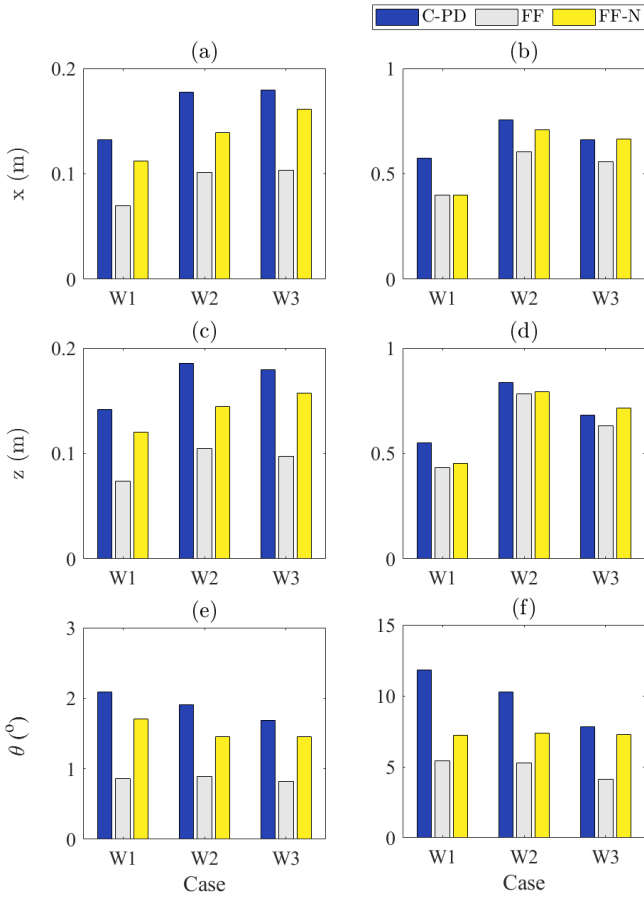 C-PD FF FF-N
(a) (b)
0.2 1
x (m) 0.1 0.5
0 0
W1 W2 W3 W1 W2 W3
(c) (d)
0.2 1
z (m) 0.1 0.5
0 0
W1 W2 W3 W1 W2 W3
(e) (f)
3 15
2 10
θ (º)
1 5
0 0
W1 W2 W3 W1 W2 W3
Case Case